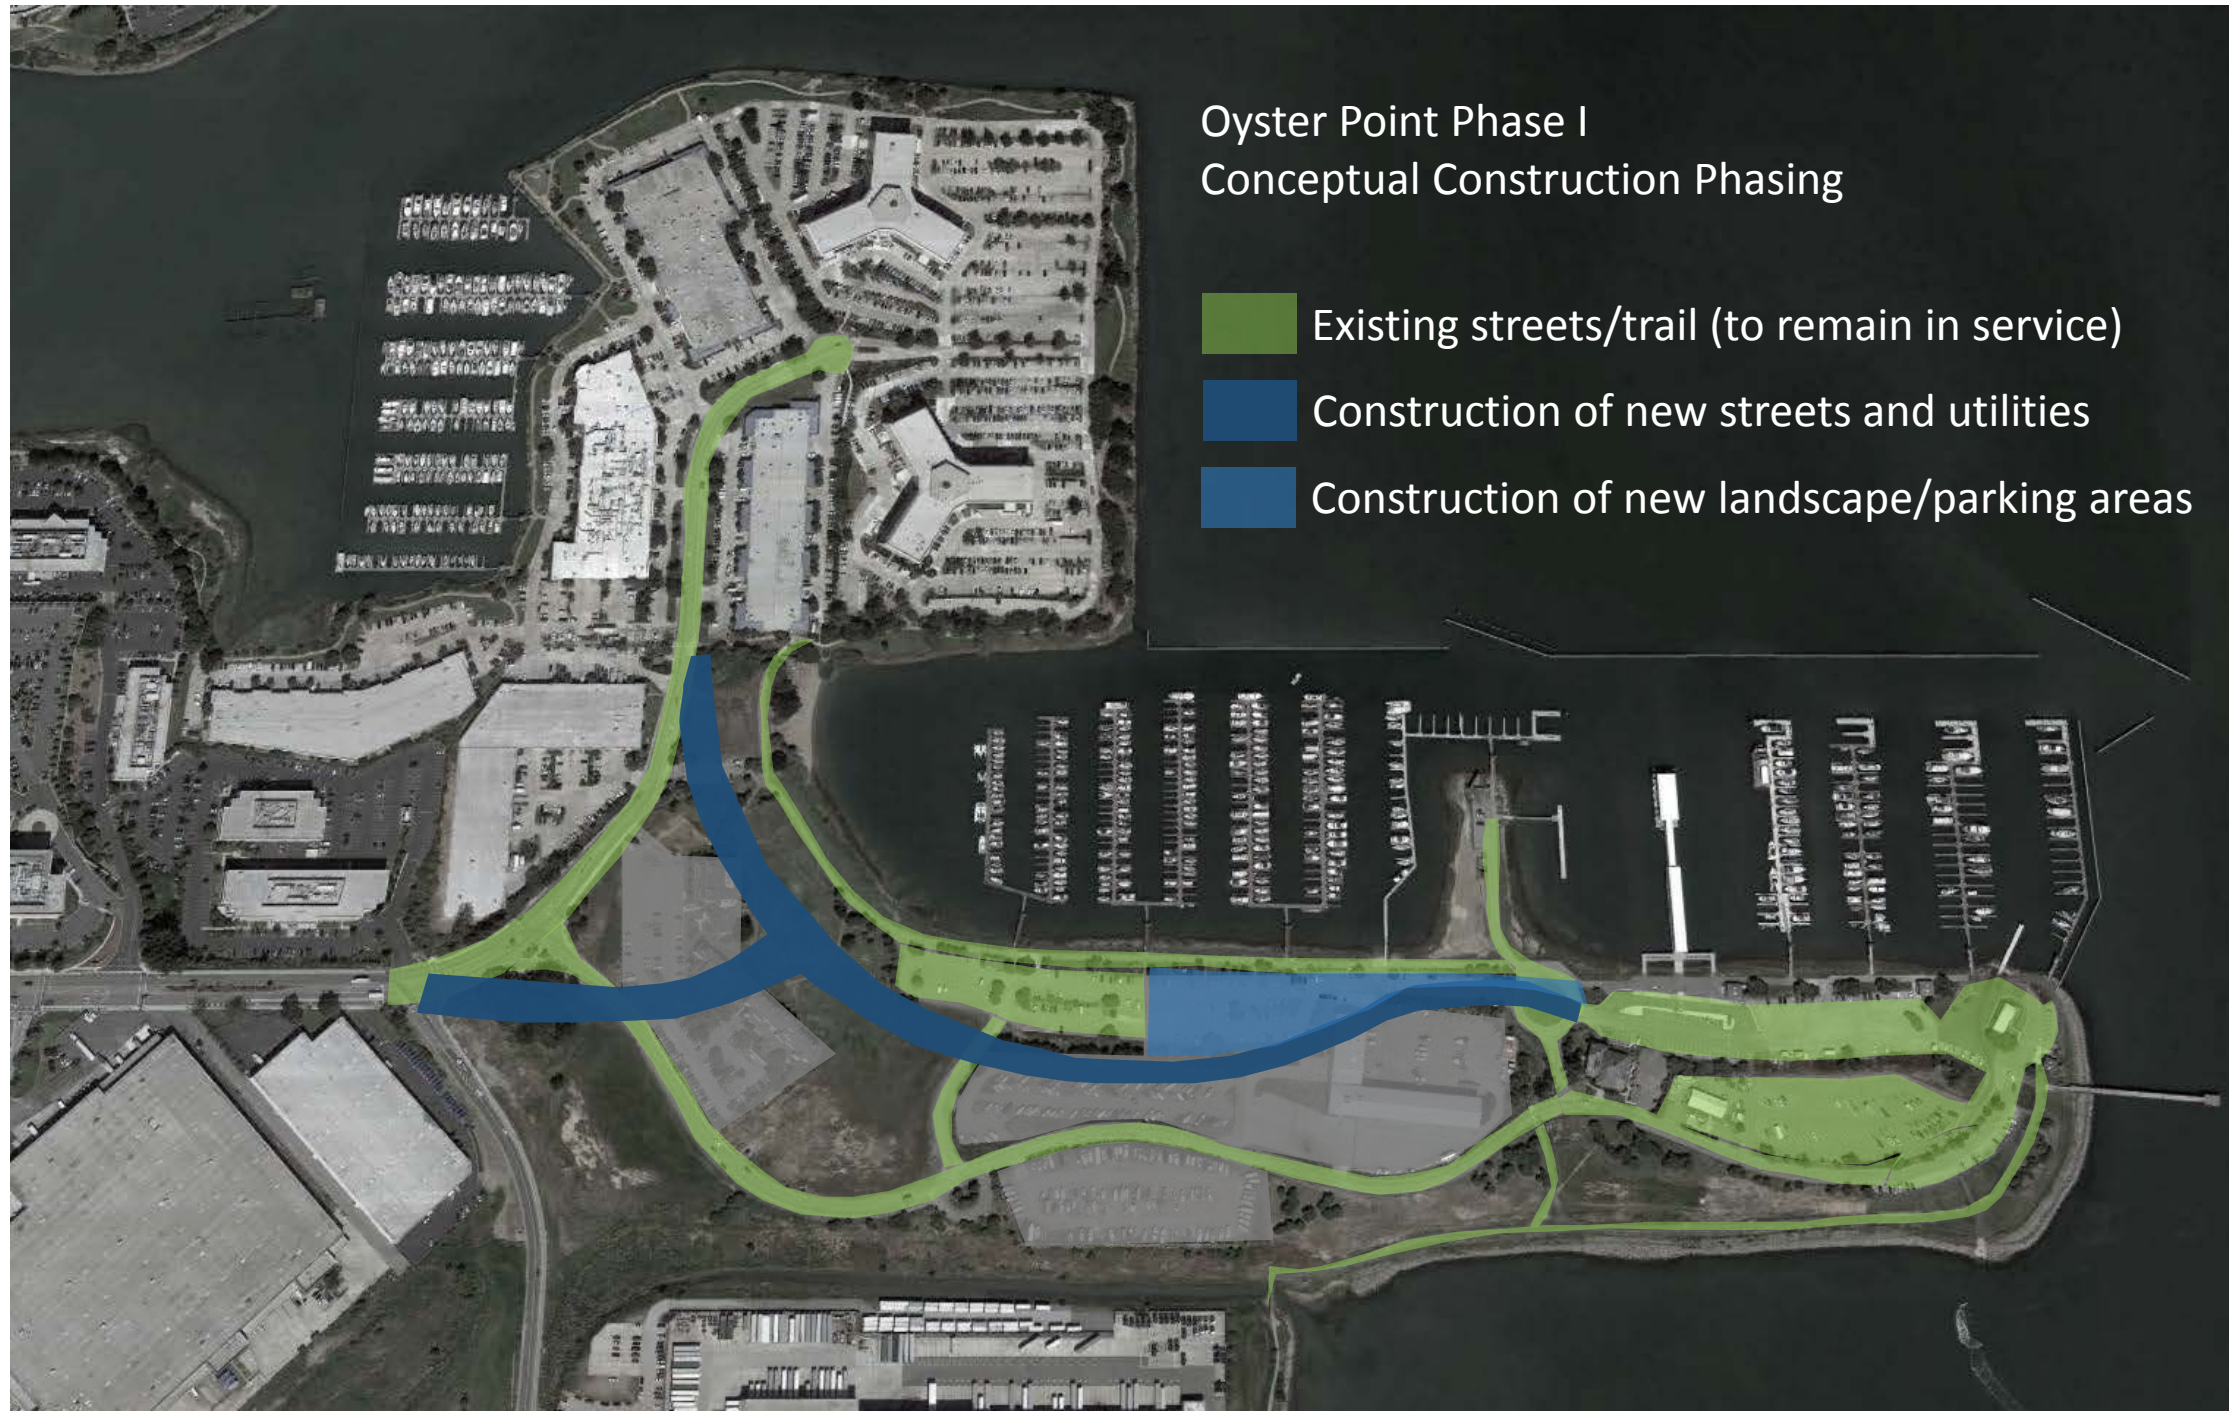 Oyster Point Phase I
Conceptual Construction Phasing
Existing streets/trail (to remain in service)
Construction of new streets and utilities
Construction of new landscape/parking areas